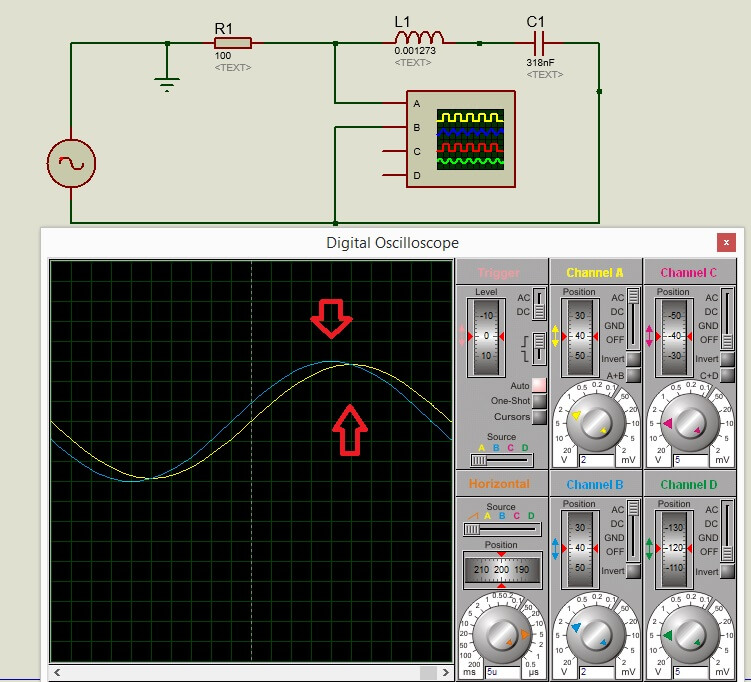 R1
100
<TEXT>
L1
0.001273
<TEXT>
C1
318nF
<TEXT>
A
B
C
D
Digital Oscilloscope
x
Trigger
Level
AC
DC
-10
0
10
Auto
One-Shot
Cursors
Source
A B C D
Channel A
Position
AC
DC
GND
OFF
30
40
50
Invert
A+B
V 2 mV
Channel C
Position
AC
DC
GND
OFF
-50
-40
-30
Invert
C+D
V 5 mV
Horizontal
Source
A B C D
Position
210 200 190
ms 5u µs
Channel B
Position
AC
DC
GND
OFF
30
40
50
Invert
V 2 mV
Channel D
Position
AC
DC
GND
OFF
-130
-120
-110
Invert
V 5 mV